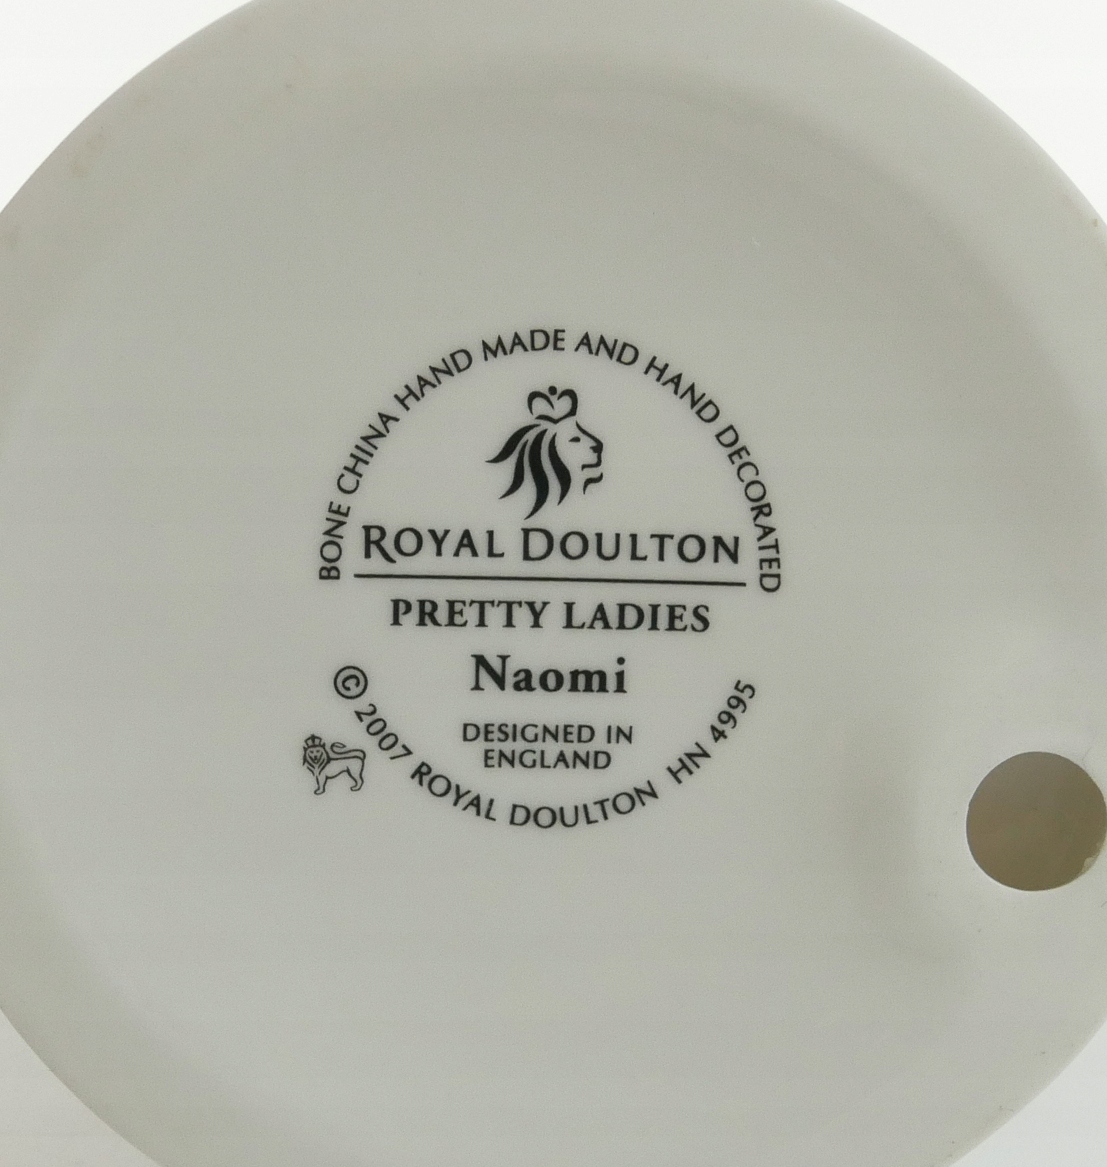 BONE CHINA HAND MADE AND HAND DECORATED
ROYAL DOULTON
PRETTY LADIES
Naomi
DESIGNED IN
ENGLAND
© 2007 ROYAL DOULTON HN 4995